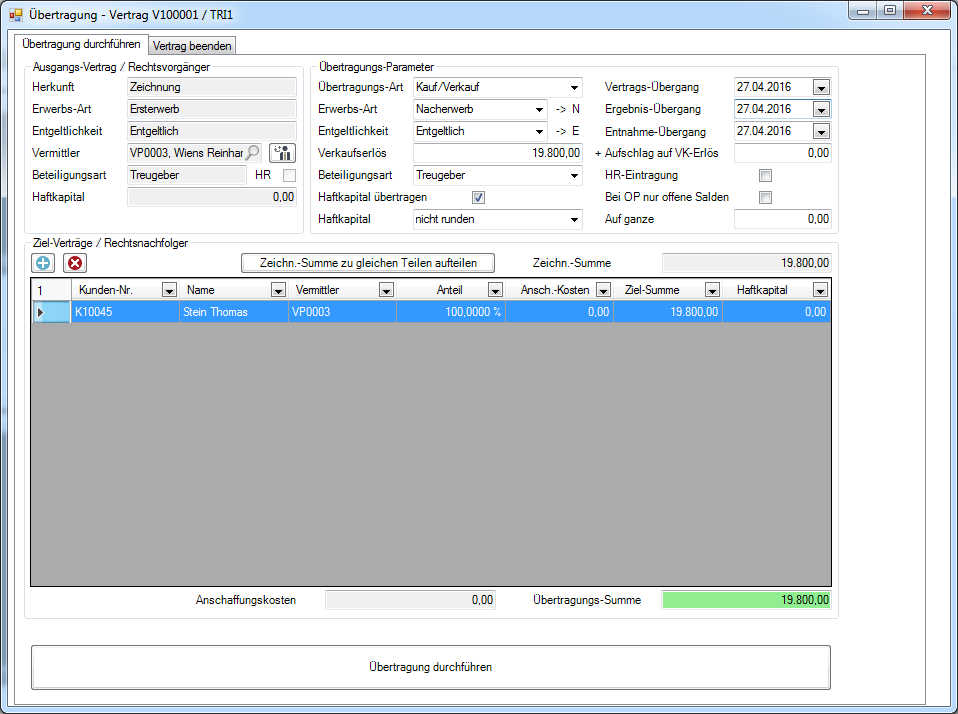 Übertragung - Vertrag V100001 / TRI1
Übertragung durchführen Vertrag beenden
Ausgangs-Vertrag / Rechtsvorgänger
Herkunft Zeichnung
Erwerbs-Art Ersterwerb
Entgeltlichkeit Entgeltlich
Vermittler VP0003, Wiens Reinhar
Beteiligungsart Treugeber HR
Haftkapital 0,00
Übertragungs-Parameter
Übertragungs-Art Kauf/Verkauf Vertrags-Übergang 27.04.2016
Erwerbs-Art Nacherwerb -> N Ergebnis-Übergang 27.04.2016
Entgeltlichkeit Entgeltlich -> E Entnahme-Übergang 27.04.2016
Verkaufserlös 19.800,00 + Aufschlag auf VK-Erlös 0,00
Beteiligungsart Treugeber HR-Eintragung
Haftkapital übertragen Bei OP nur offene Salden
Haftkapital nicht runden Auf ganze 0,00
Ziel-Verträge / Rechtsnachfolger
Zeichn.-Summe zu gleichen Teilen aufteilen Zeichn.-Summe 19.800,00
1 Kunden-Nr. Name Vermittler Anteil Ansch.-Kosten Ziel-Summe Haftkapital
K10045 Stein Thomas VP0003 100,0000 % 0,00 19.800,00 0,00
Anschaffungskosten 0,00 Übertragungs-Summe 19.800,00
Übertragung durchführen